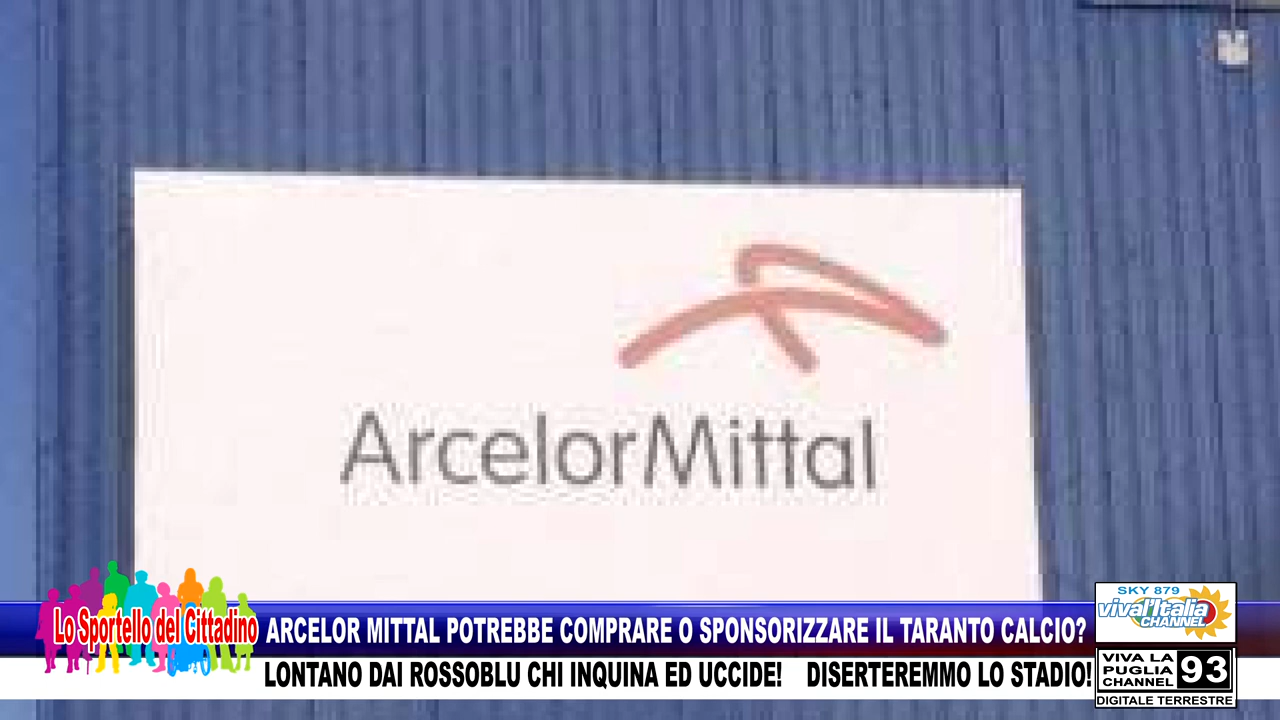 ArcelorMittal
Lo Sportello del Cittadino
ARCELOR MITTAL POTREBBE COMPRARE O SPONSORIZZARE IL TARANTO CALCIO?
LONTANO DAI ROSSOBLU CHI INQUINA ED UCCIDE! DISERTEREMMO LO STADIO!
SKY 879
viva l'Italia
CHANNEL
VIVA LA
PUGLIA
CHANNEL
93
DIGITALE TERRESTRE